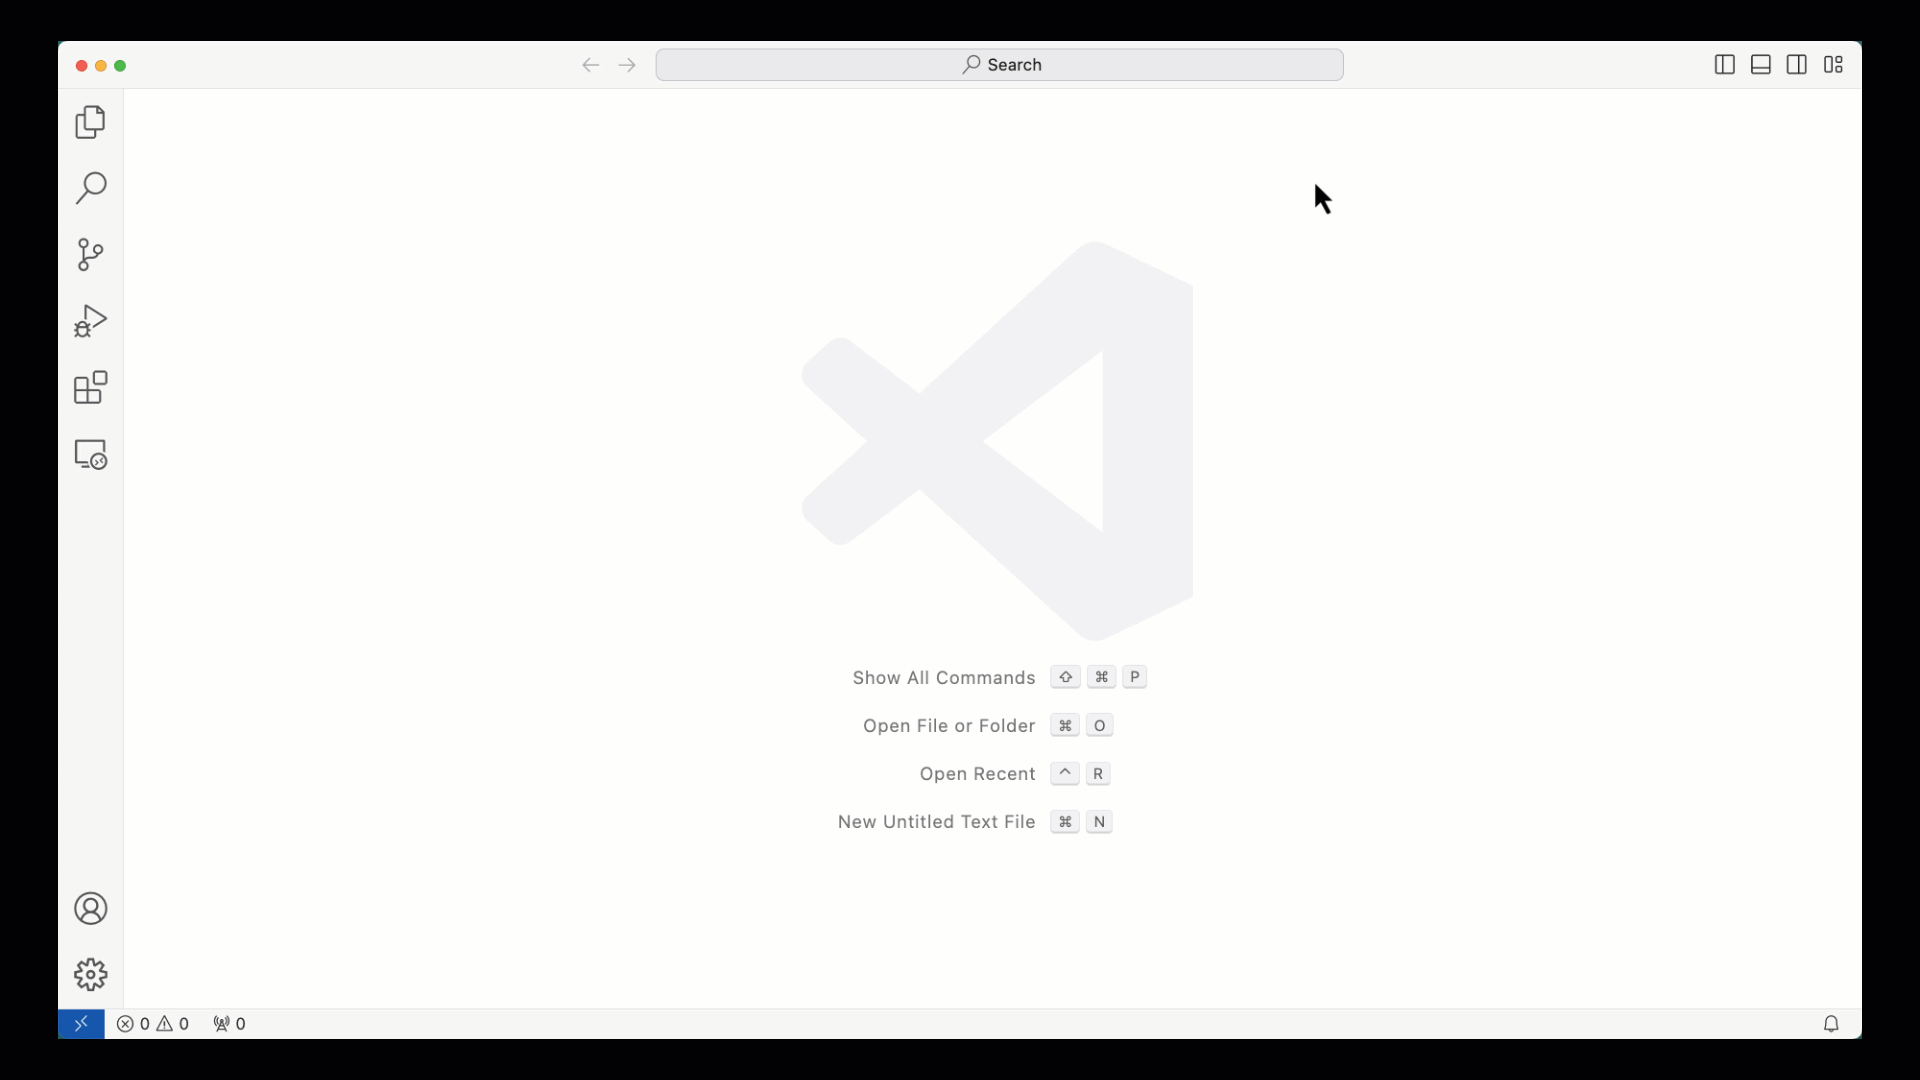 Search
Show All Commands ⇧ ⌘ P
Open File or Folder ⌘ O
Open Recent ^ R
New Untitled Text File ⌘ N
0 0 0